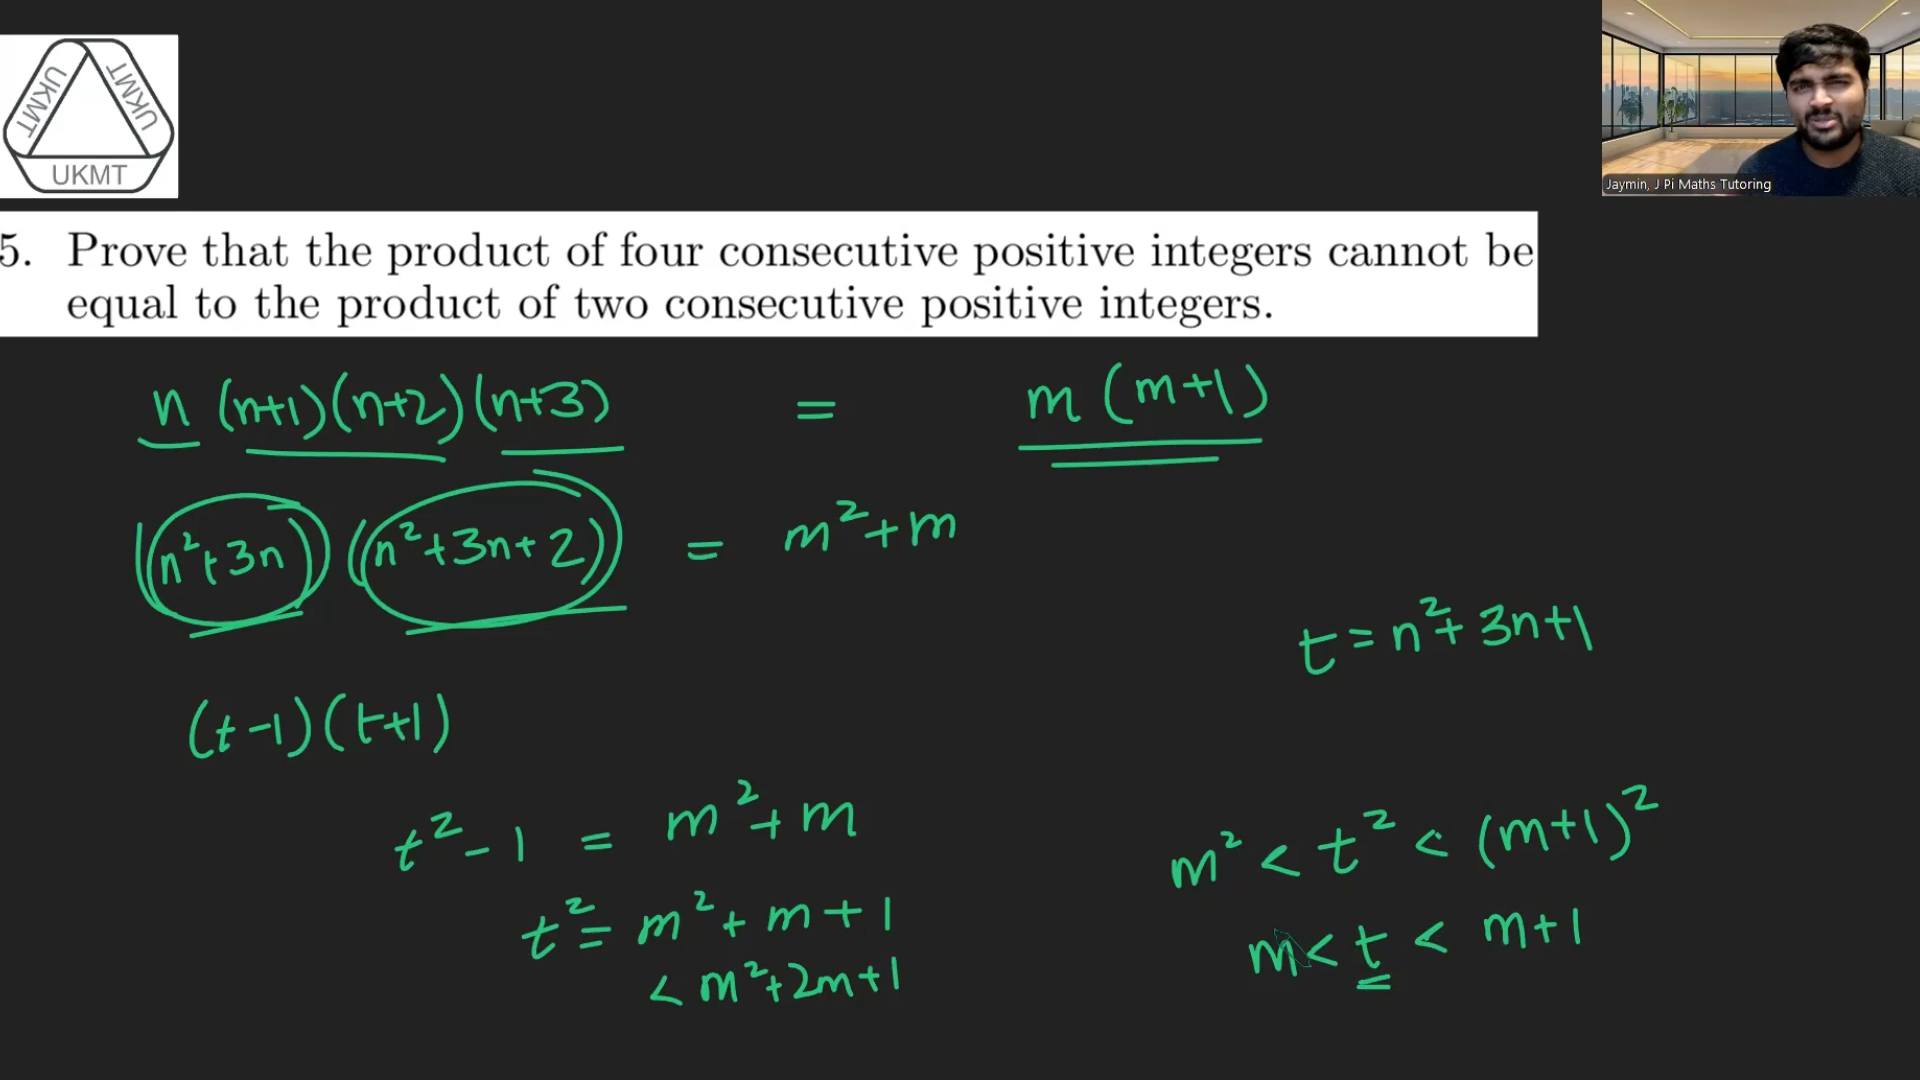 UKMT
UKMT
UKMT
Jaymin, J Pi Maths Tutoring
5. Prove that the product of four consecutive positive integers cannot be
equal to the product of two consecutive positive integers.
n (n+1)(n+2)(n+3) = m (m+1)
(n²+3n) (n²+3n+2) = m²+m
t = n²+3n+1
(t-1)(t+1)
t²-1 = m²+m
m² < t² < (m+1)²
t² = m²+m+1
m < t < m+1
< m²+2m+1